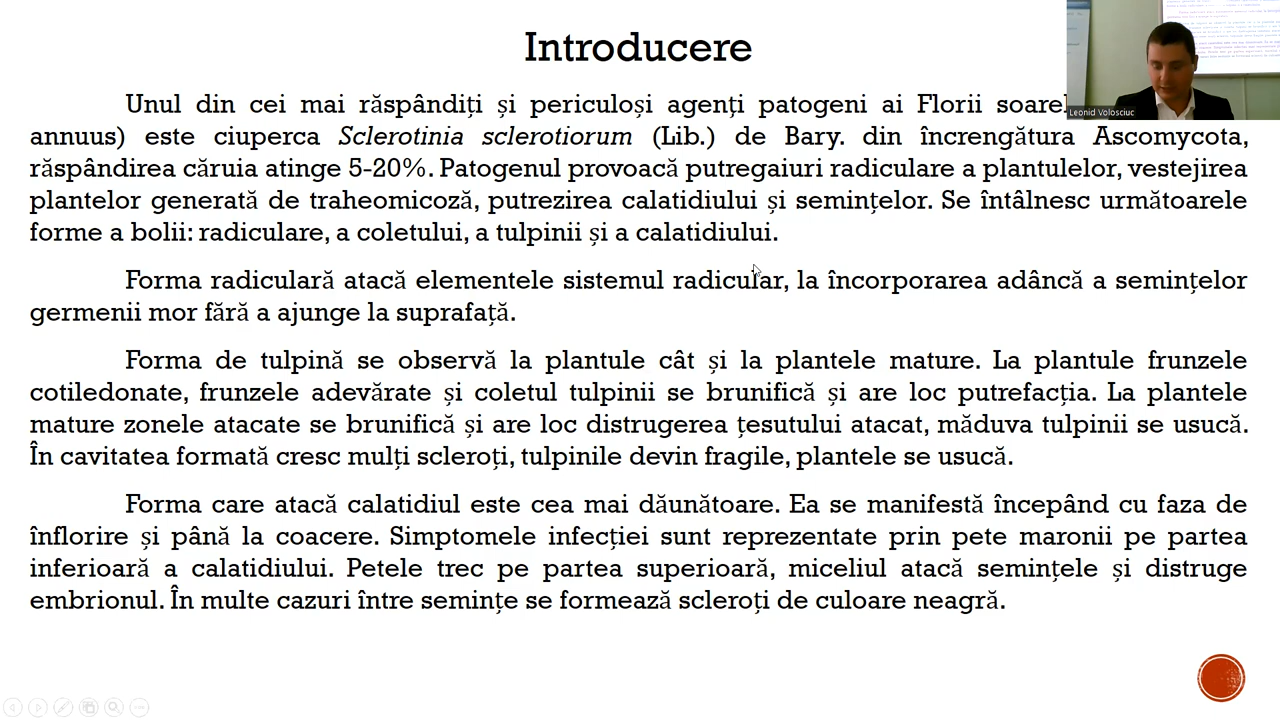 Introducere
Unul din cei mai răspândiți și periculoși agenți patogeni ai Florii
annuus) este ciuperca Sclerotinia sclerotiorum (Lib.) de Bary. din încrengătura Ascomycota,
răspândirea căruia atinge 5-20%. Patogenul provoacă putregaiuri radiculare a plantulelor, vestejirea
plantelor generată de traheomicoză, putrezirea calatidiului și semințelor. Se întâlnesc următoarele
forme a bolii: radiculare, a coletului, a tulpinii și a calatidiului.
Forma radiculară atacă elementele sistemul radicular, la încorporarea adâncă a semințelor
germenii mor fără a ajunge la suprafață.
Forma de tulpină se observă la plantule cât și la plantele mature. La plantule frunzele
cotiledonate, frunzele adevărate și coletul tulpinii se brunifică și are loc putrefacția. La plantele
mature zonele atacate se brunifică și are loc distrugerea țesutului atacat, măduva tulpinii se usucă.
În cavitatea formată cresc mulți scleroți, tulpinile devin fragile, plantele se usucă.
Forma care atacă calatidiul este cea mai dăunătoare. Ea se manifestă începând cu faza de
înflorire și până la coacere. Simptomele infecției sunt reprezentate prin pete maronii pe partea
inferioară a calatidiului. Petele trec pe partea superioară, miceliul atacă semințele și distruge
embrionul. În multe cazuri între semințe se formează scleroți de culoare neagră.
Leonid Volosciuc